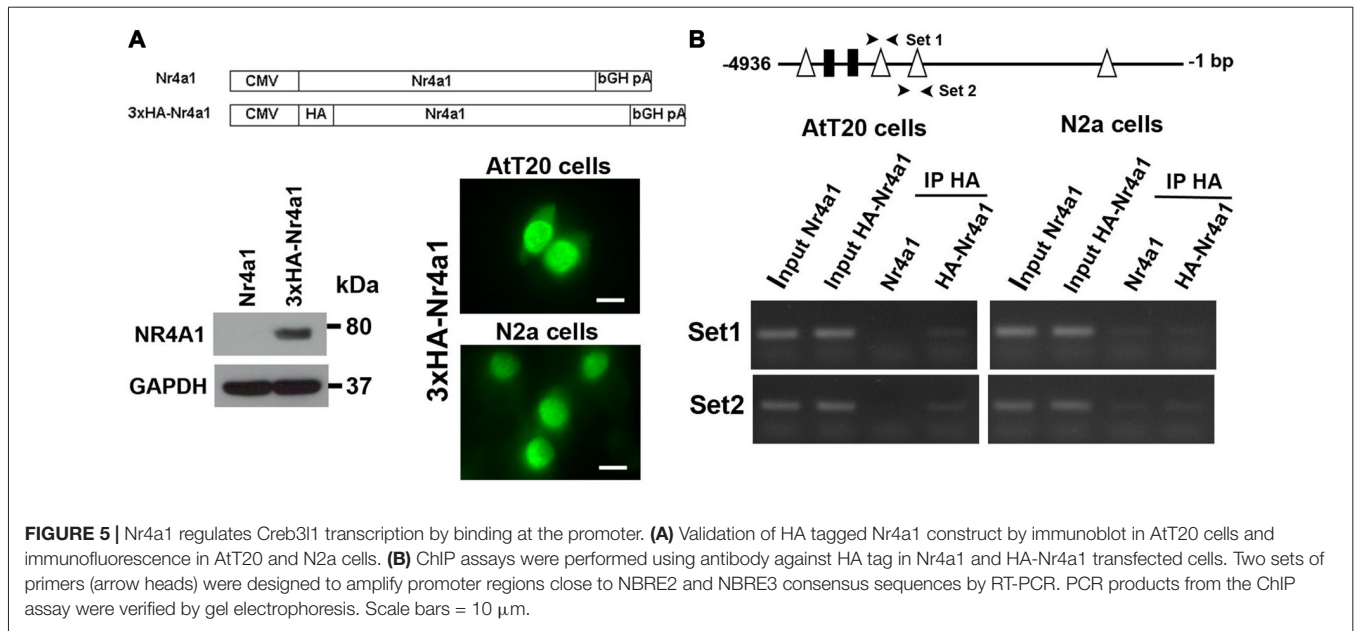 A
Nr4a1
CMV
Nr4a1
bGH pA
3xHA-Nr4a1
CMV
HA
Nr4a1
bGH pA
Nr4a1
3xHA-Nr4a1
kDa
NR4A1
80
GAPDH
37
3xHA-Nr4a1
AtT20 cells
N2a cells
B
Set 1
-4936
-1 bp
Set 2
AtT20 cells
N2a cells
Input Nr4a1
Input HA-Nr4a1
IP HA
Nr4a1
HA-Nr4a1
Input Nr4a1
Input HA-Nr4a1
IP HA
Nr4a1
HA-Nr4a1
Set1
Set2
FIGURE 5 | Nr4a1 regulates Creb3l1 transcription by binding at the promoter. (A) Validation of HA tagged Nr4a1 construct by immunoblot in AtT20 cells and
immunofluorescence in AtT20 and N2a cells. (B) ChIP assays were performed using antibody against HA tag in Nr4a1 and HA-Nr4a1 transfected cells. Two sets of
primers (arrow heads) were designed to amplify promoter regions close to NBRE2 and NBRE3 consensus sequences by RT-PCR. PCR products from the ChIP
assay were verified by gel electrophoresis. Scale bars = 10 μm.